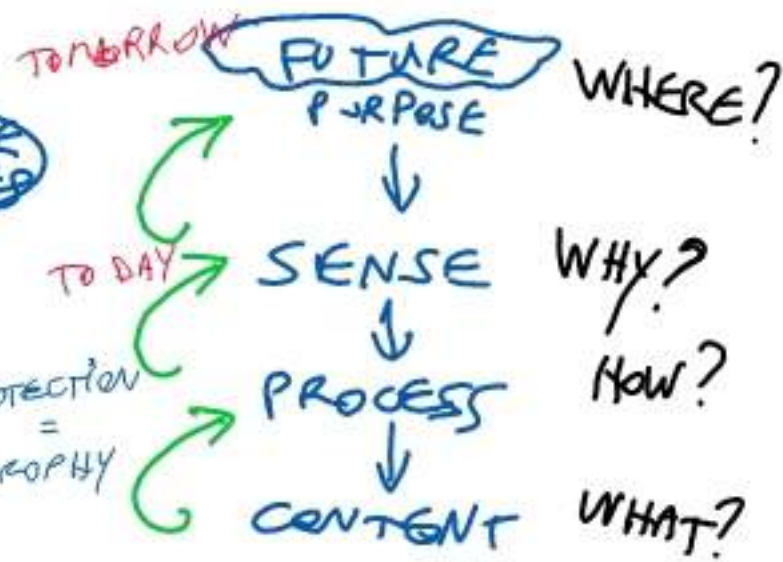 TOMORROW FUTURE WHERE?
PURPOSE
TODAY SENSE WHY?
PROCESS HOW?
=
CONTENT WHAT?